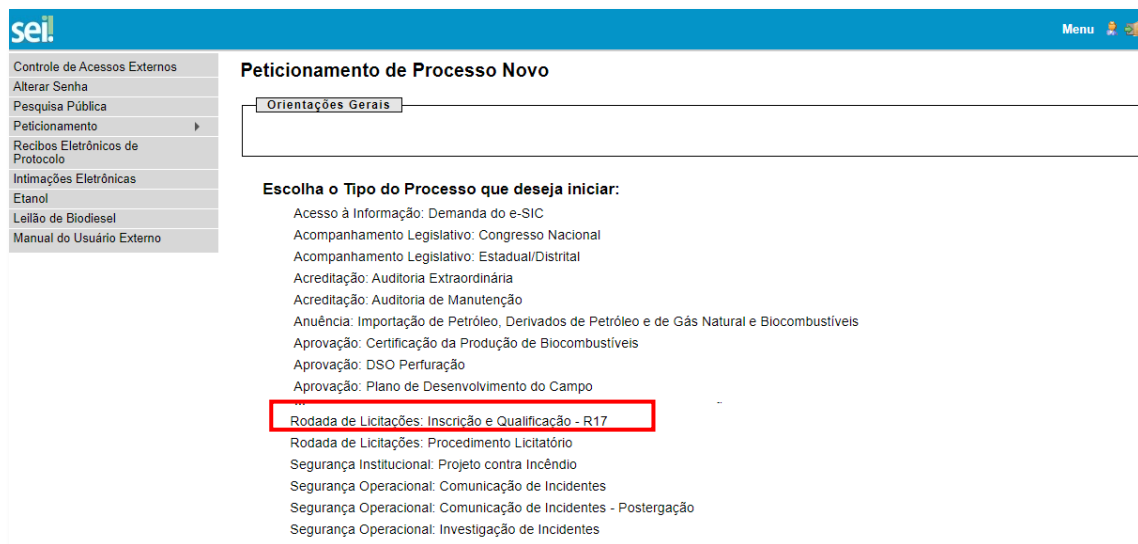 sei!
Menu
Controle de Acessos Externos
Alterar Senha
Pesquisa Pública
Peticionamento
Recibos Eletrônicos de
Protocolo
Intimações Eletrônicas
Etanol
Leilão de Biodiesel
Manual do Usuário Externo
Peticionamento de Processo Novo
Orientações Gerais
Escolha o Tipo do Processo que deseja iniciar:
Acesso à Informação: Demanda do e-SIC
Acompanhamento Legislativo: Congresso Nacional
Acompanhamento Legislativo: Estadual/Distrital
Acreditação: Auditoria Extraordinária
Acreditação: Auditoria de Manutenção
Anuência: Importação de Petróleo, Derivados de Petróleo e de Gás Natural e Biocombustíveis
Aprovação: Certificação da Produção de Biocombustíveis
Aprovação: DSO Perfuração
Aprovação: Plano de Desenvolvimento do Campo
...
Rodada de Licitações: Inscrição e Qualificação - R17
Rodada de Licitações: Procedimento Licitatório
Segurança Institucional: Projeto contra Incêndio
Segurança Operacional: Comunicação de Incidentes
Segurança Operacional: Comunicação de Incidentes - Postergação
Segurança Operacional: Investigação de Incidentes